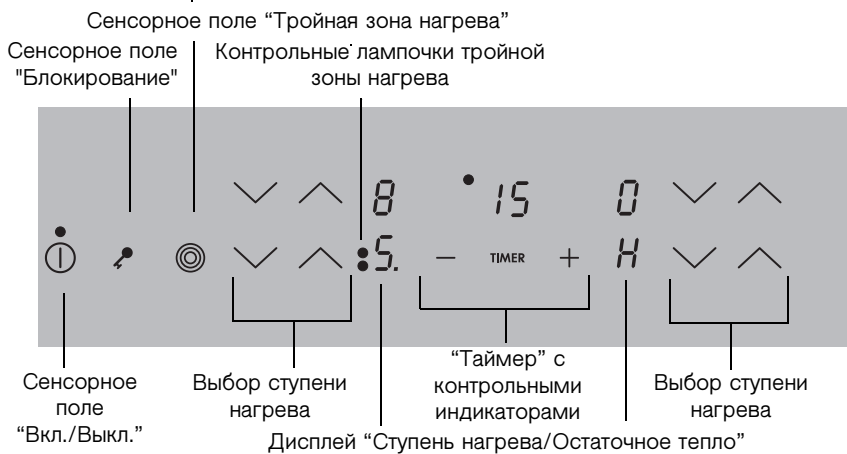 Сенсорное поле “Тройная зона нагрева”
Сенсорное поле
"Блокирование"
Контрольные лампочки тройной
зоны нагрева
8 15 0
5. − TIMER + H
Сенсорное
поле
“Вкл./Выкл.”
Выбор ступени
нагрева
“Таймер” с
контрольными
индикаторами
Выбор ступени
нагрева
Дисплей “Ступень нагрева/Остаточное тепло”